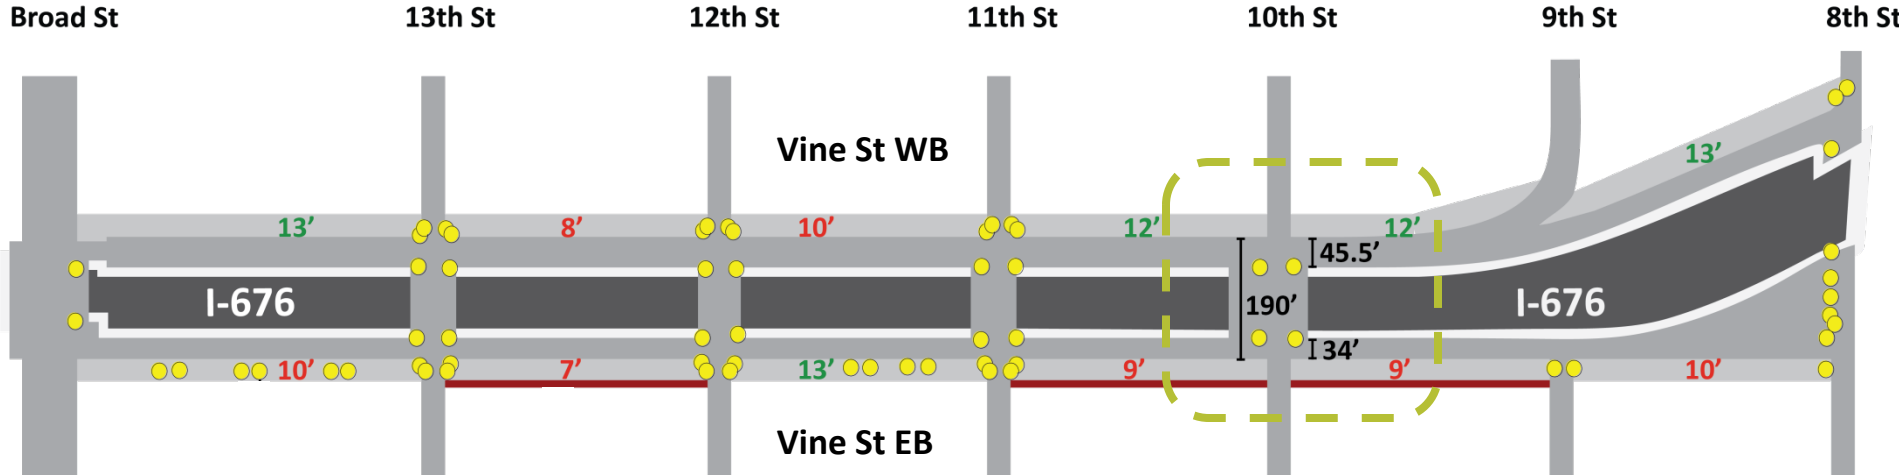 Broad St
13th St
12th St
11th St
10th St
9th St
8th St
Vine St WB
13’
13’
8’
10’
12’
12’
45.5’
I-676
190’
I-676
34’
10’
7’
13’
9’
9’
10’
Vine St EB